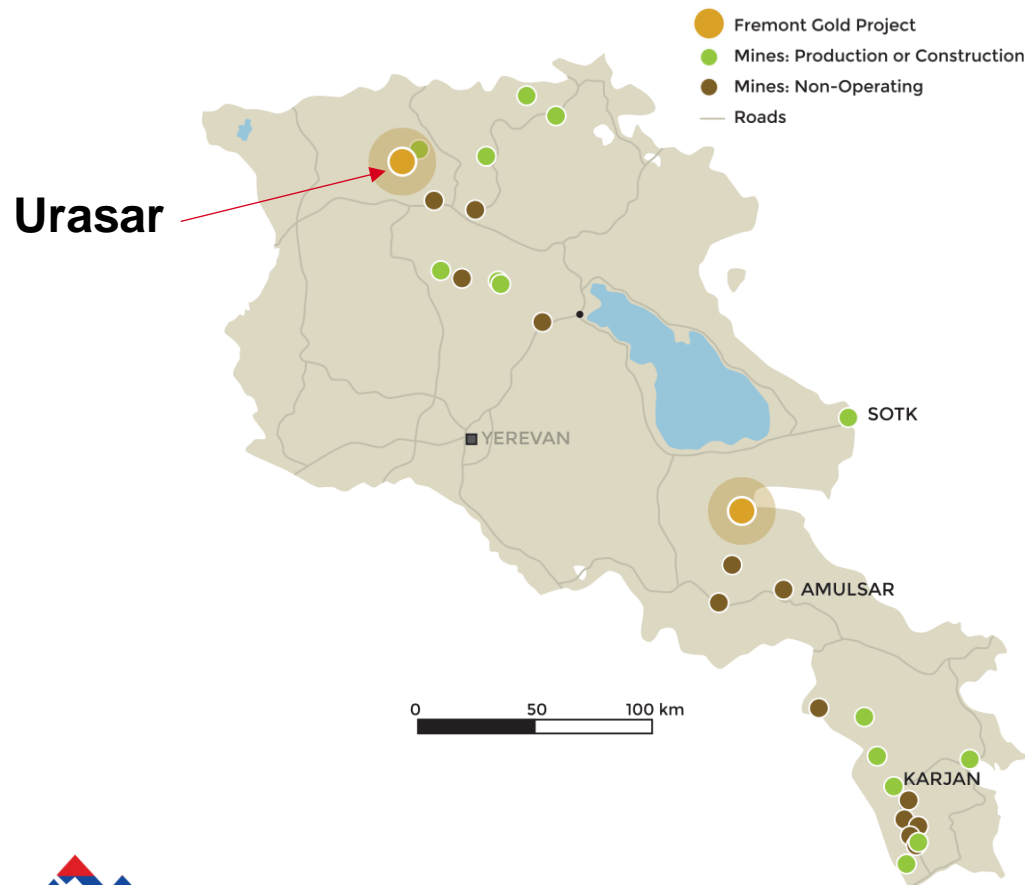 Fremont Gold Project
Mines: Production or Construction
Mines: Non-Operating
Roads
Urasar
SOTK
YEREVAN
AMULSAR
0 50 100 km
KARJAN